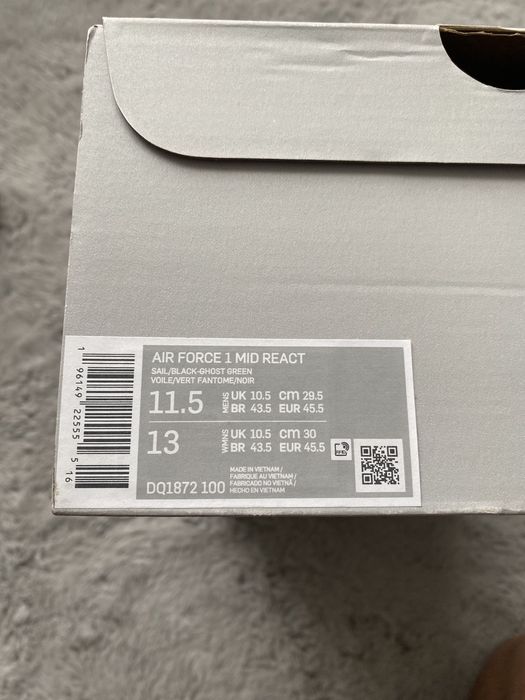 AIR FORCE 1 MID REACT
SAIL/BLACK-GHOST GREEN
VOILE/VERT FANTOME/NOIR
11.5 MENS UK 10.5 CM 29.5
BR 43.5 EUR 45.5
13 WMNS UK 10.5 CM 30
BR 43.5 EUR 45.5
DQ1872 100
MADE IN VIETNAM /
FABRIQUE AU VIETNAM /
FABRICADO NO VIETNÃ /
HECHO EN VIETNAM
1 96149 22555 5 16